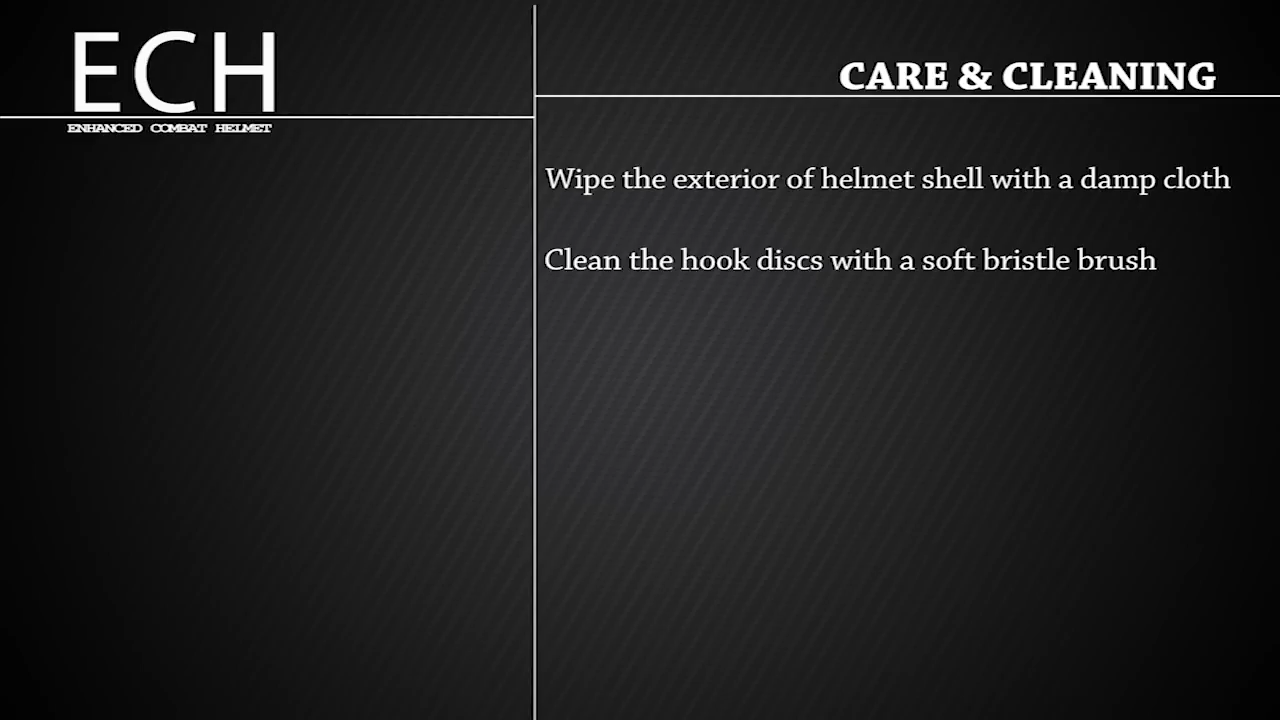 ECH
ENHANCED COMBAT HELMET
CARE & CLEANING
Wipe the exterior of helmet shell with a damp cloth
Clean the hook discs with a soft bristle brush